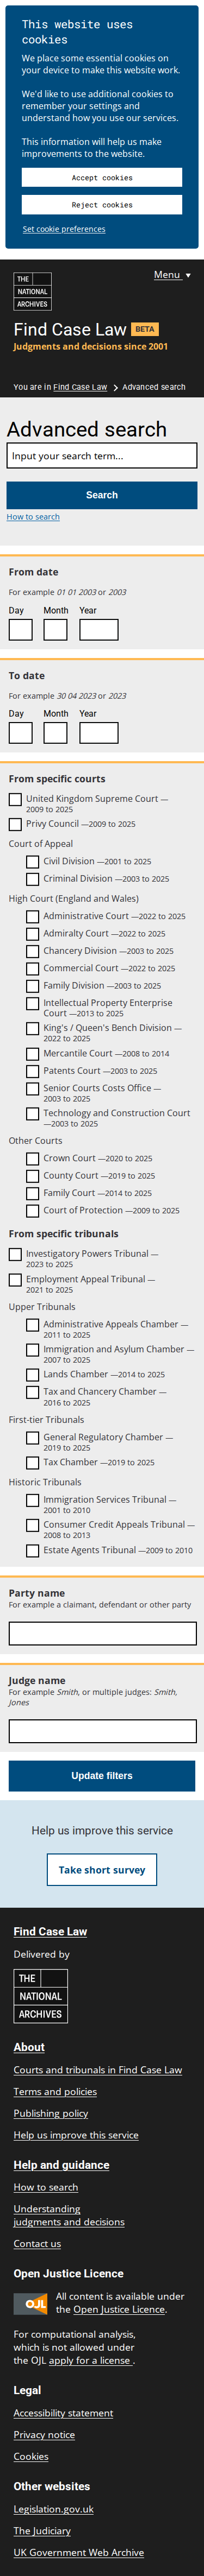 This website uses
cookies
We place some essential cookies on
your device to make this website work.
We'd like to use additional cookies to
remember your settings and
understand how you use our services.
This information will help us make
improvements to the website.
Accept cookies
Reject cookies
Set cookie preferences
Menu
THE
NATIONAL
ARCHIVES
Find Case Law BETA
Judgments and decisions since 2001
You are in Find Case Law > Advanced search
Advanced search
Input your search term...
Search
How to search
From date
For example 01 01 2003 or 2003
Day Month Year
To date
For example 30 04 2023 or 2023
Day Month Year
From specific courts
United Kingdom Supreme Court —
2009 to 2025
Privy Council —2009 to 2025
Court of Appeal
Civil Division —2001 to 2025
Criminal Division —2003 to 2025
High Court (England and Wales)
Administrative Court —2022 to 2025
Admiralty Court —2022 to 2025
Chancery Division —2003 to 2025
Commercial Court —2022 to 2025
Family Division —2003 to 2025
Intellectual Property Enterprise
Court —2013 to 2025
King's / Queen's Bench Division —
2022 to 2025
Mercantile Court —2008 to 2014
Patents Court —2003 to 2025
Senior Courts Costs Office —
2003 to 2025
Technology and Construction Court
—2003 to 2025
Other Courts
Crown Court —2020 to 2025
County Court —2019 to 2025
Family Court —2014 to 2025
Court of Protection —2009 to 2025
From specific tribunals
Investigatory Powers Tribunal —
2023 to 2025
Employment Appeal Tribunal —
2021 to 2025
Upper Tribunals
Administrative Appeals Chamber —
2011 to 2025
Immigration and Asylum Chamber —
2007 to 2025
Lands Chamber —2014 to 2025
Tax and Chancery Chamber —
2016 to 2025
First-tier Tribunals
General Regulatory Chamber —
2019 to 2025
Tax Chamber —2019 to 2025
Historic Tribunals
Immigration Services Tribunal —
2001 to 2010
Consumer Credit Appeals Tribunal —
2008 to 2013
Estate Agents Tribunal —2009 to 2010
Party name
For example a claimant, defendant or other party
Judge name
For example Smith, or multiple judges: Smith,
Jones
Update filters
Help us improve this service
Take short survey
Find Case Law
Delivered by
THE
NATIONAL
ARCHIVES
About
Courts and tribunals in Find Case Law
Terms and policies
Publishing policy
Help us improve this service
Help and guidance
How to search
Understanding
judgments and decisions
Contact us
Open Justice Licence
OJL
All content is available under
the Open Justice Licence.
For computational analysis,
which is not allowed under
the OJL apply for a license .
Legal
Accessibility statement
Privacy notice
Cookies
Other websites
Legislation.gov.uk
The Judiciary
UK Government Web Archive